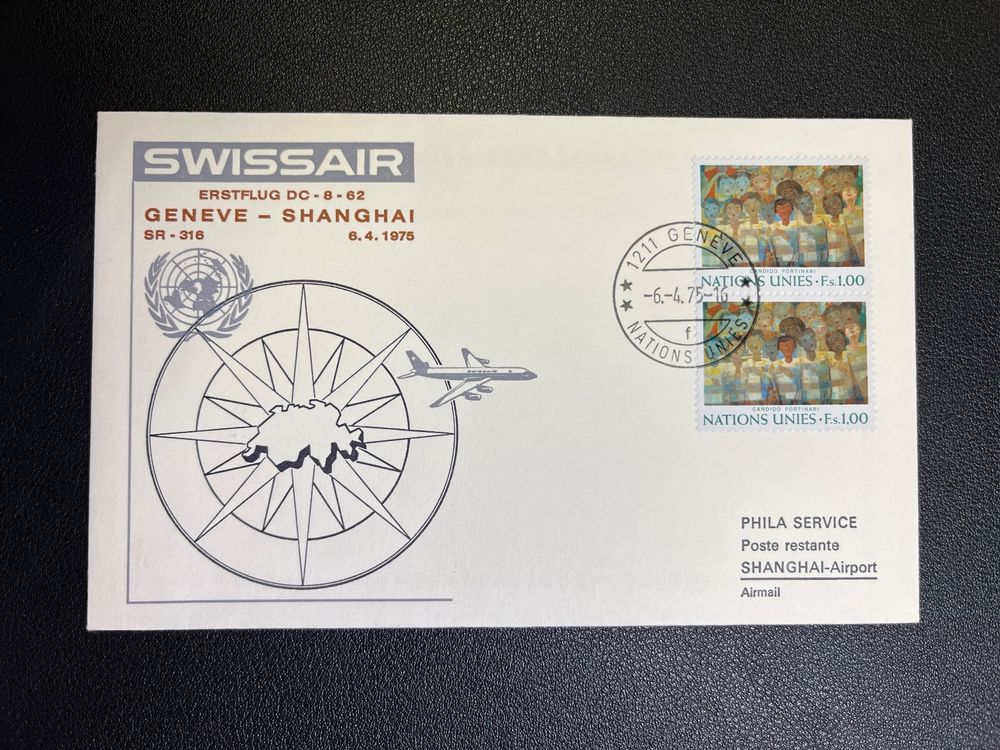 SWISSAIR
ERSTFLUG DC-8-62
GENEVE - SHANGHAI
SR-316 6.4.1975
SWISSAIR
1211 GENÈVE
-6.-4.75-16
f
NATIONS UNIES
CANDIDO PORTINARI
NATIONS UNIES·F.s.1,00
CANDIDO PORTINARI
NATIONS UNIES·F.s.1,00
PHILA SERVICE
Poste restante
SHANGHAI-Airport
Airmail